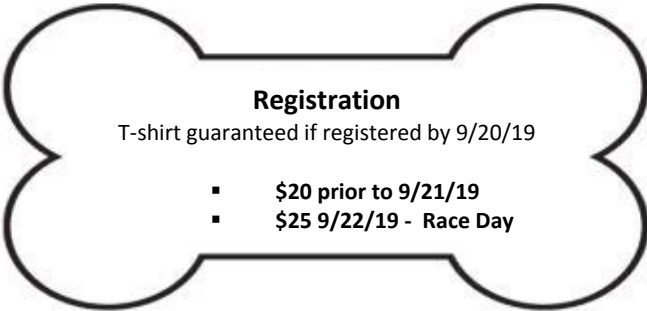 Registration
T-shirt guaranteed if registered by 9/20/19
▪ $20 prior to 9/21/19
▪ $25 9/22/19 - Race Day